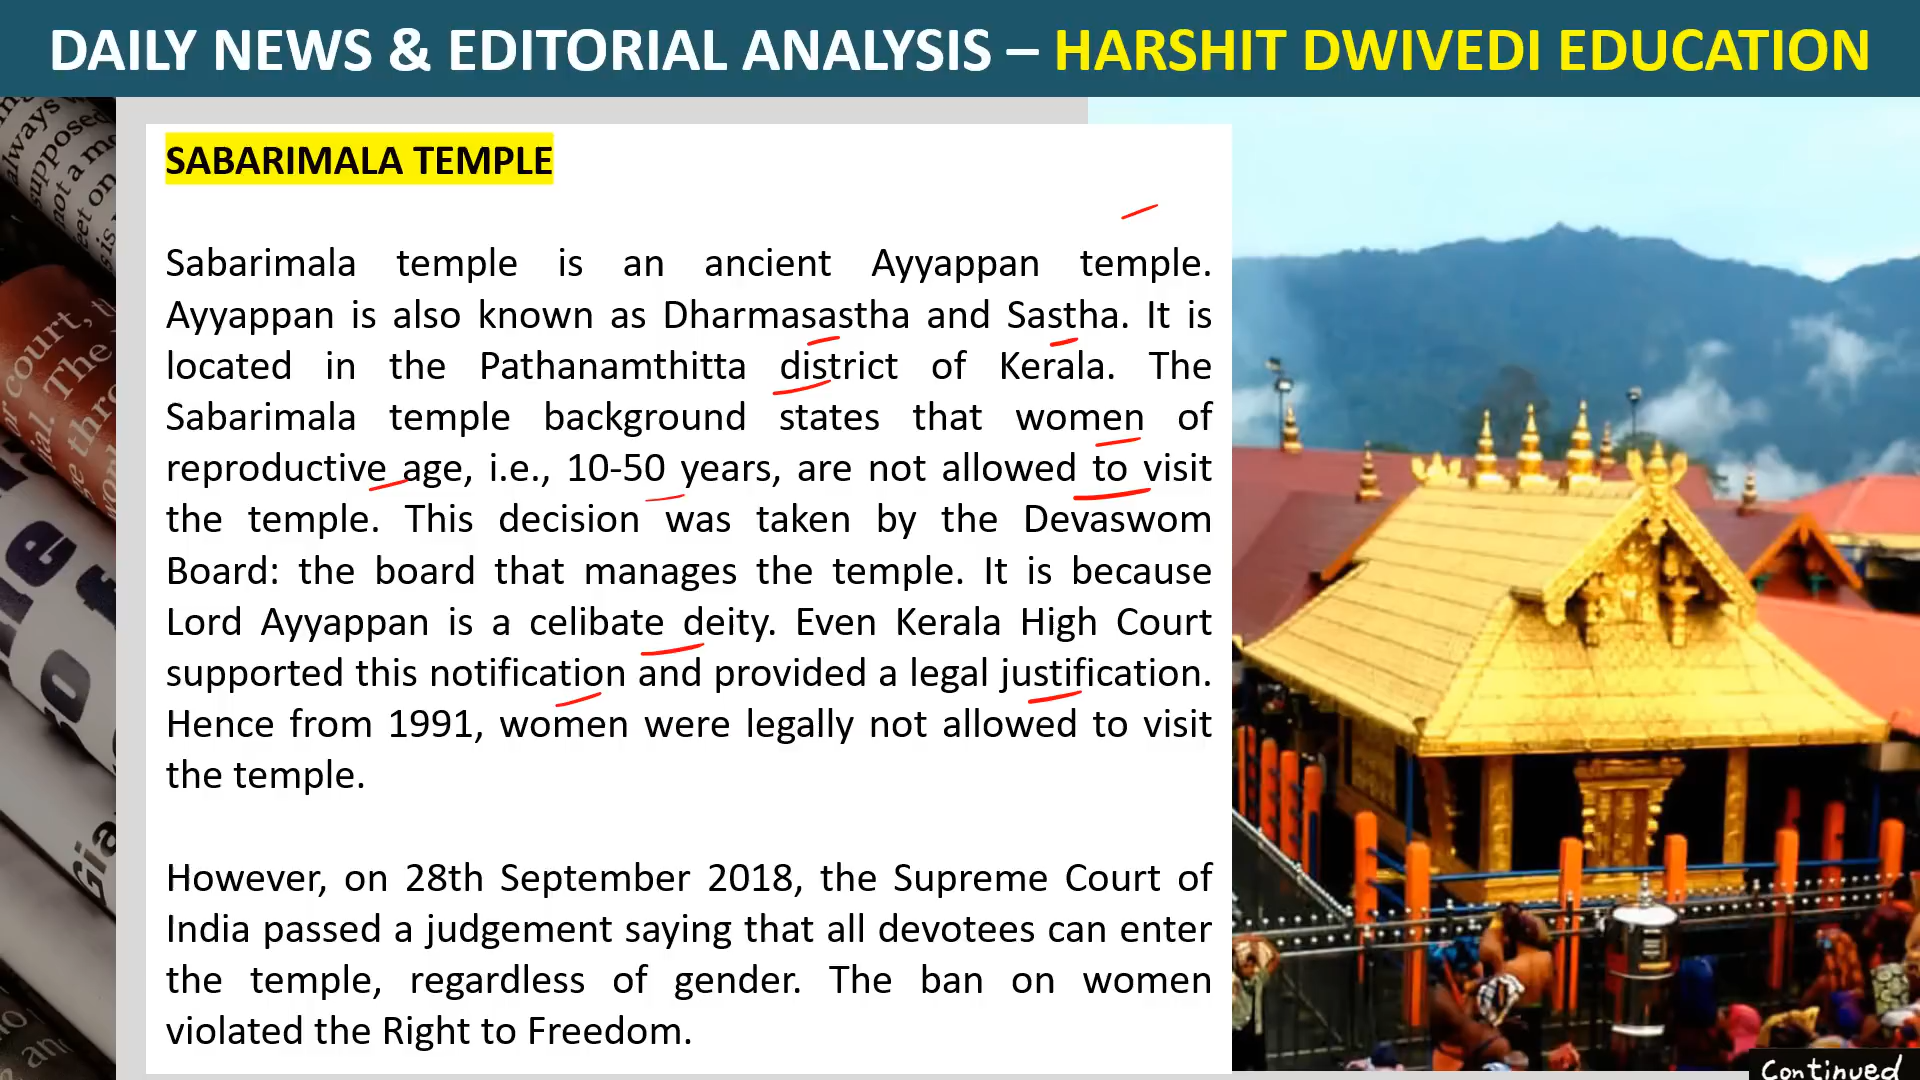 DAILY NEWS & EDITORIAL ANALYSIS – HARSHIT DWIVEDI EDUCATION
SABARIMALA TEMPLE
Sabarimala temple is an ancient Ayyappan temple.
Ayyappan is also known as Dharmasastha and Sastha. It is
located in the Pathanamthitta district of Kerala. The
Sabarimala temple background states that women of
reproductive age, i.e., 10-50 years, are not allowed to visit
the temple. This decision was taken by the Devaswom
Board: the board that manages the temple. It is because
Lord Ayyappan is a celibate deity. Even Kerala High Court
supported this notification and provided a legal justification.
Hence from 1991, women were legally not allowed to visit
the temple.
However, on 28th September 2018, the Supreme Court of
India passed a judgement saying that all devotees can enter
the temple, regardless of gender. The ban on women
violated the Right to Freedom.
Continued